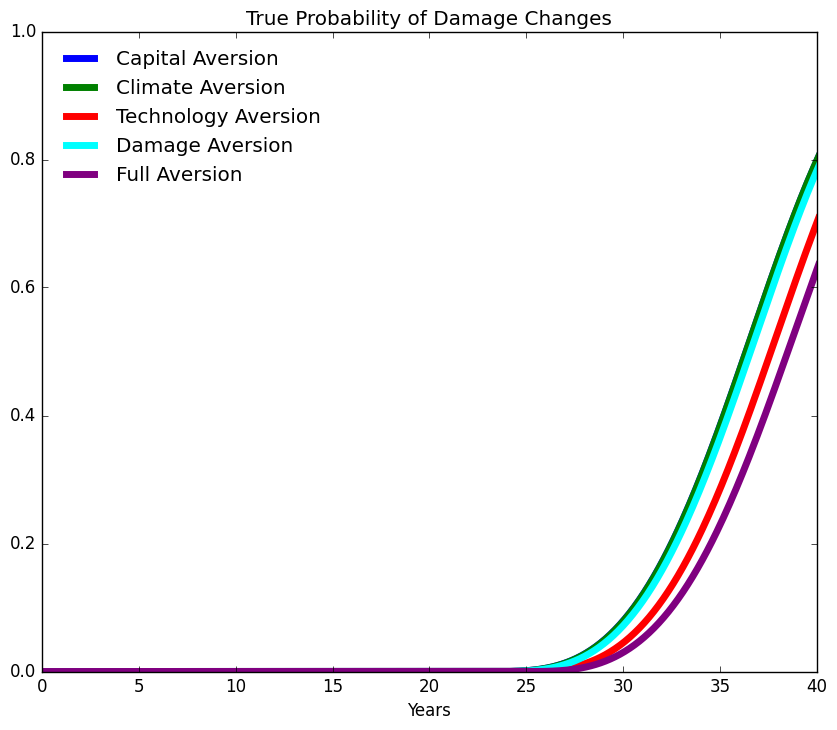 True Probability of Damage Changes
1.0
Capital Aversion
Climate Aversion
Technology Aversion
Damage Aversion
Full Aversion
0.8
0.6
0.4
0.2
0.0
0 5 10 15 20 25 30 35 40
Years